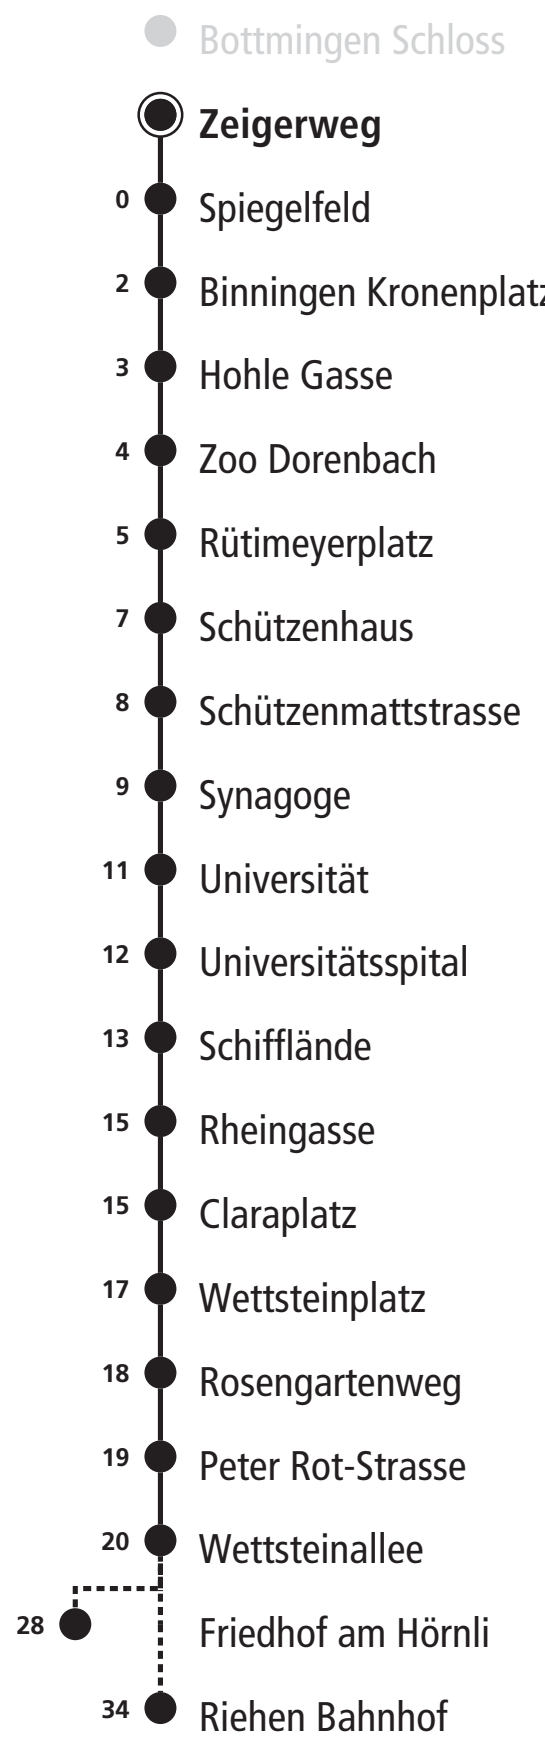 Bottmingen Schloss
Zeigerweg
0 Spiegelfeld
2 Binningen Kronenplatz
3 Hohle Gasse
4 Zoo Dorenbach
5 Rütimeyerplatz
7 Schützenhaus
8 Schützenmattstrasse
9 Synagoge
11 Universität
12 Universitätsspital
13 Schifflände
15 Rheingasse
15 Claraplatz
17 Wettsteinplatz
18 Rosengartenweg
19 Peter Rot-Strasse
20 Wettsteinallee
28 Friedhof am Hörnli
34 Riehen Bahnhof